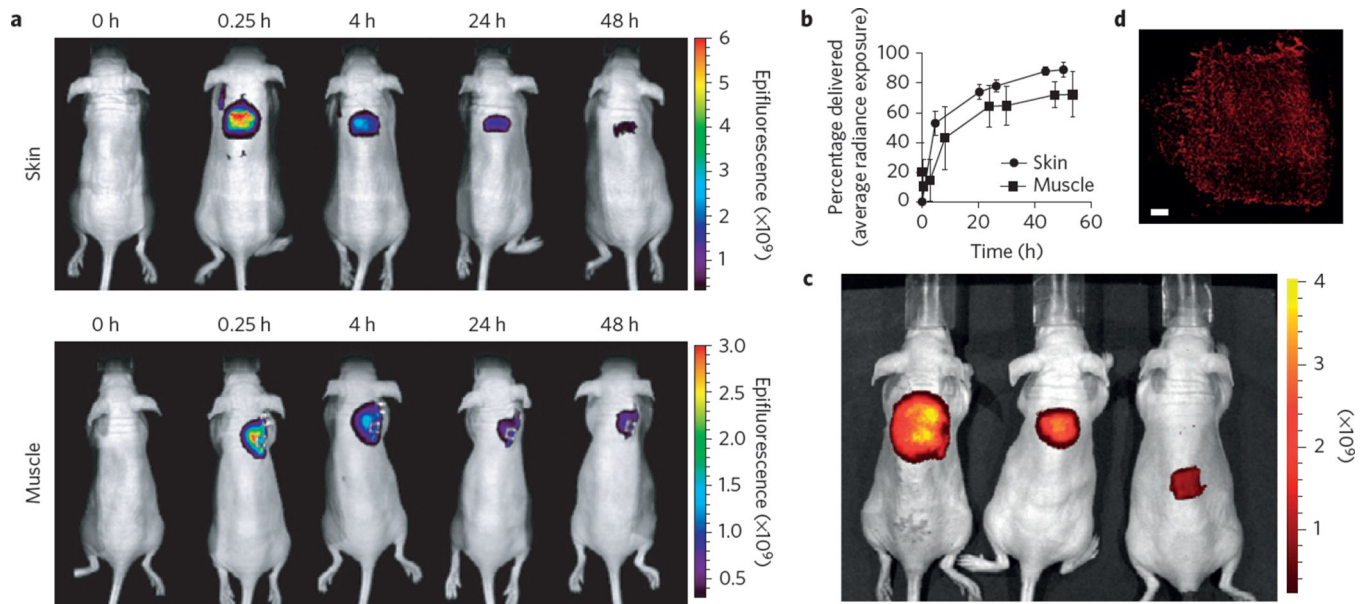 a
0 h 0.25 h 4 h 24 h 48 h
Skin
6
5
4
3
2
1
Epifluorescence (×10⁹)
0 h 0.25 h 4 h 24 h 48 h
Muscle
3.0
2.5
2.0
1.5
1.0
0.5
Epifluorescence (×10⁹)
b
Percentage delivered
(average radiance exposure)
100
80
60
40
20
0
Skin
Muscle
0 20 40 60
Time (h)
d
c
4
3
2
1
(×10⁹)